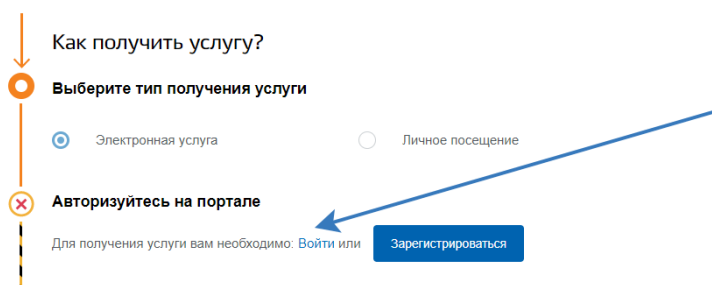 Как получить услугу?
Выберите тип получения услуги
Электронная услуга Личное посещение
Авторизуйтесь на портале
Для получения услуги вам необходимо: Войти или Зарегистрироваться